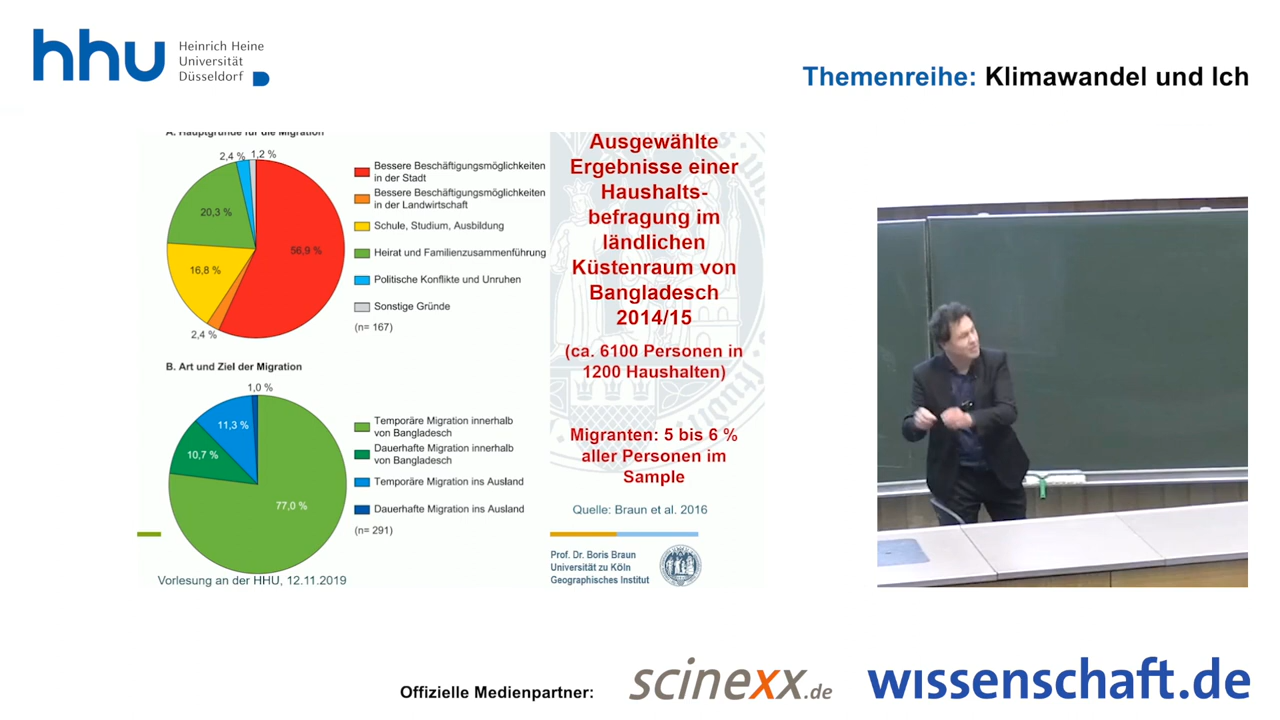 hhu Heinrich Heine
Universität
Düsseldorf
Themenreihe: Klimawandel und Ich
A. Hauptgründe für die Migration
2,4 % 1,2 %
20,3 %
56,9 %
16,8 %
2,4 %
Bessere Beschäftigungsmöglichkeiten
in der Stadt
Bessere Beschäftigungsmöglichkeiten
in der Landwirtschaft
Schule, Studium, Ausbildung
Heirat und Familienzusammenführung
Politische Konflikte und Unruhen
Sonstige Gründe
(n= 167)
B. Art und Ziel der Migration
1,0 %
11,3 %
10,7 %
77,0 %
Temporäre Migration innerhalb
von Bangladesch
Dauerhafte Migration innerhalb
von Bangladesch
Temporäre Migration ins Ausland
Dauerhafte Migration ins Ausland
(n= 291)
Vorlesung an der HHU, 12.11.2019
Ausgewählte
Ergebnisse einer
Haushalts-
befragung im
ländlichen
Küstenraum von
Bangladesch
2014/15
(ca. 6100 Personen in
1200 Haushalten)
Migranten: 5 bis 6 %
aller Personen im
Sample
Quelle: Braun et al. 2016
Prof. Dr. Boris Braun
Universität zu Köln
Geographisches Institut
Offizielle Medienpartner:
scinexx.de
wissenschaft.de